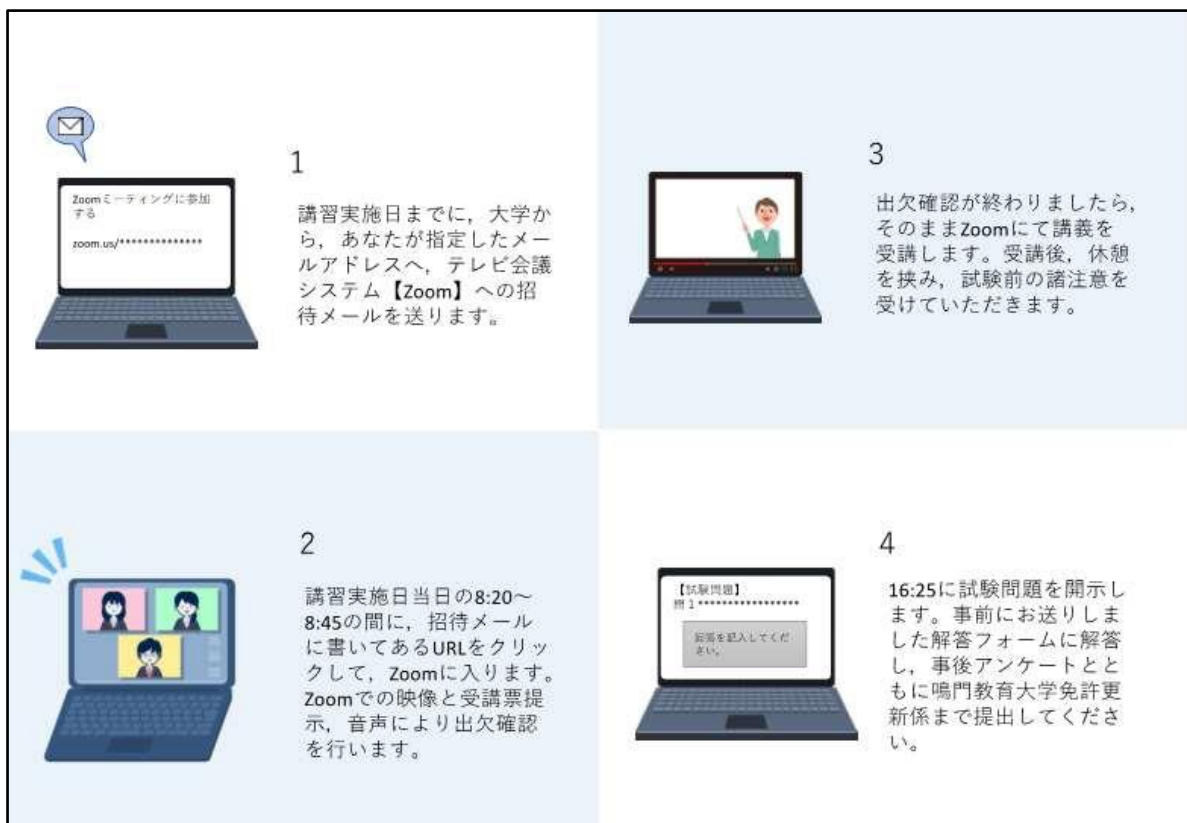 1
Zoomミーティングに参加
する
zoom.us/**************
講習実施日までに，大学か
ら，あなたが指定したメー
ルアドレスへ，テレビ会議
システム【Zoom】への招
待メールを送ります。
2
講習実施日当日の8:20～
8:45の間に，招待メール
に書いてあるURLをクリッ
クして，Zoomに入ります。
Zoomでの映像と受講票提
示，音声により出欠確認
を行います。
3
出欠確認が終わりましたら，
そのままZoomにて講義を
受講します。受講後，休憩
を挟み，試験前の諸注意を
受けていただきます。
4
【試験問題】
問1*****************
回答を記入してくだ
さい。
16:25に試験問題を開示し
ます。事前にお送りしま
した解答フォームに解答
し，事後アンケートとと
もに鳴門教育大学免許更
新係まで提出してくださ
い。